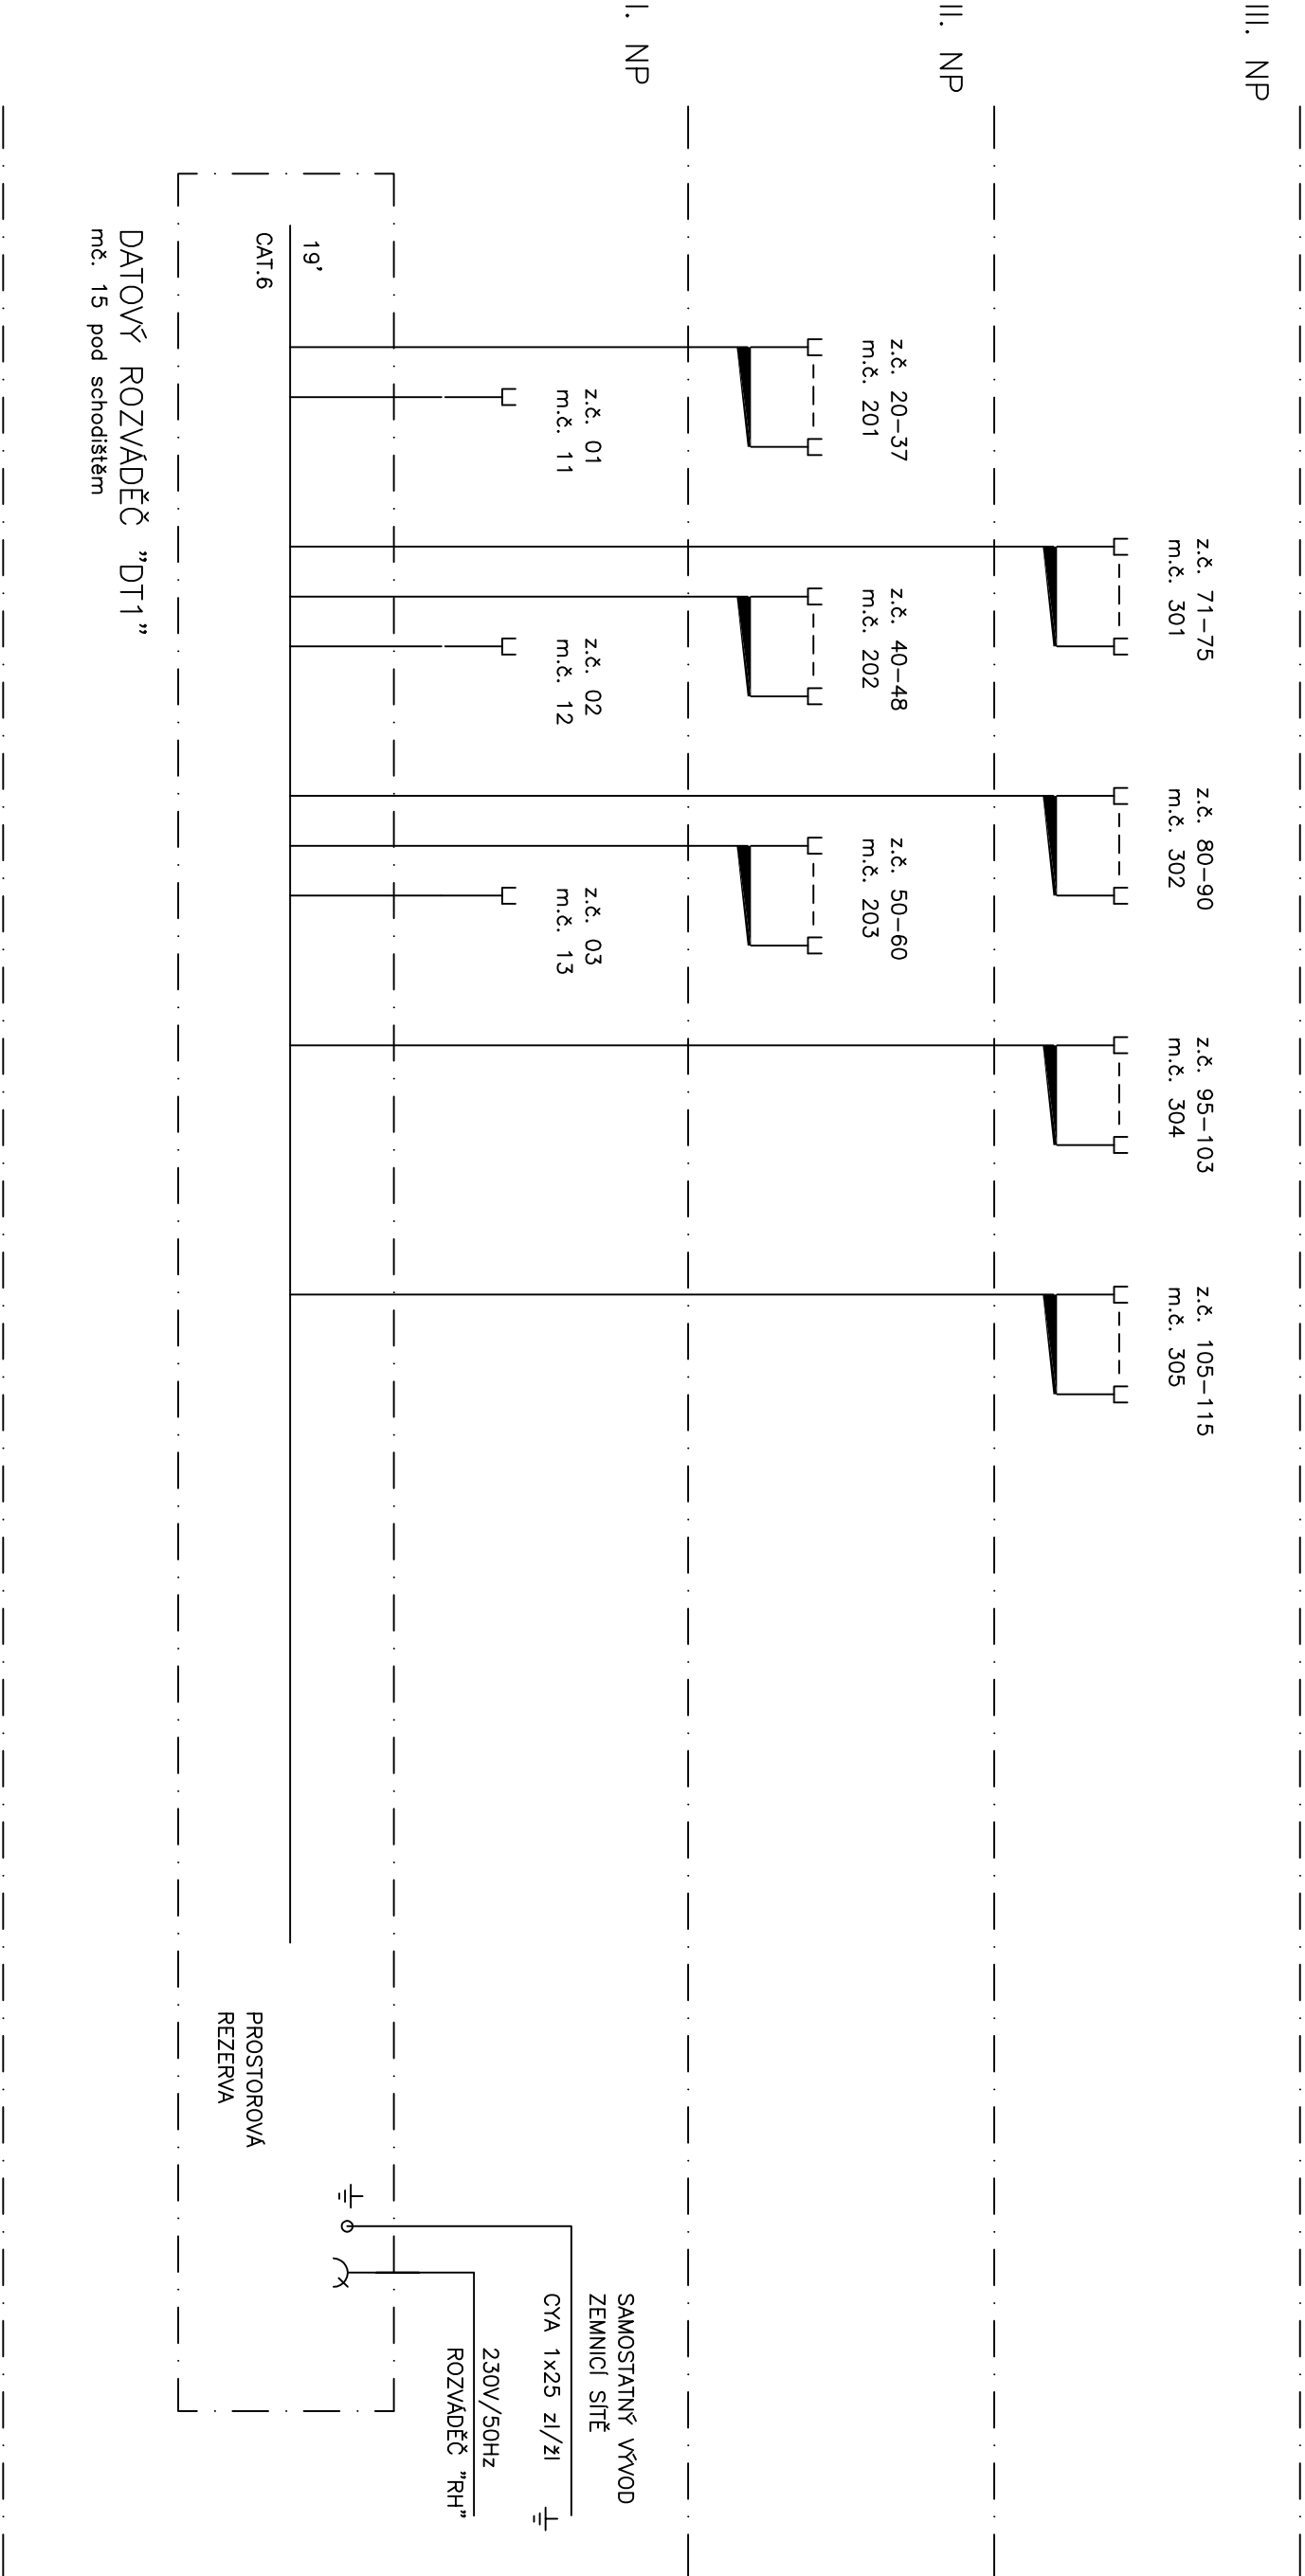 III. NP
z.č. 71-75
m.č. 301
z.č. 80-90
m.č. 302
z.č. 95-103
m.č. 304
z.č. 105-115
m.č. 305
II. NP
z.č. 20-37
m.č. 201
z.č. 40-48
m.č. 202
z.č. 50-60
m.č. 203
I. NP
z.č. 01
m.č. 11
z.č. 02
m.č. 12
z.č. 03
m.č. 13
SAMOSTATNÝ VÝVOD
ZEMNICÍ SÍTĚ
CYA 1x25 zl/žl
230V/50Hz
ROZVÁDĚČ "RH"
19'
CAT.6
PROSTOROVÁ
REZERVA
DATOVÝ ROZVÁDĚČ "DT1"
mč. 15 pod schodištěm